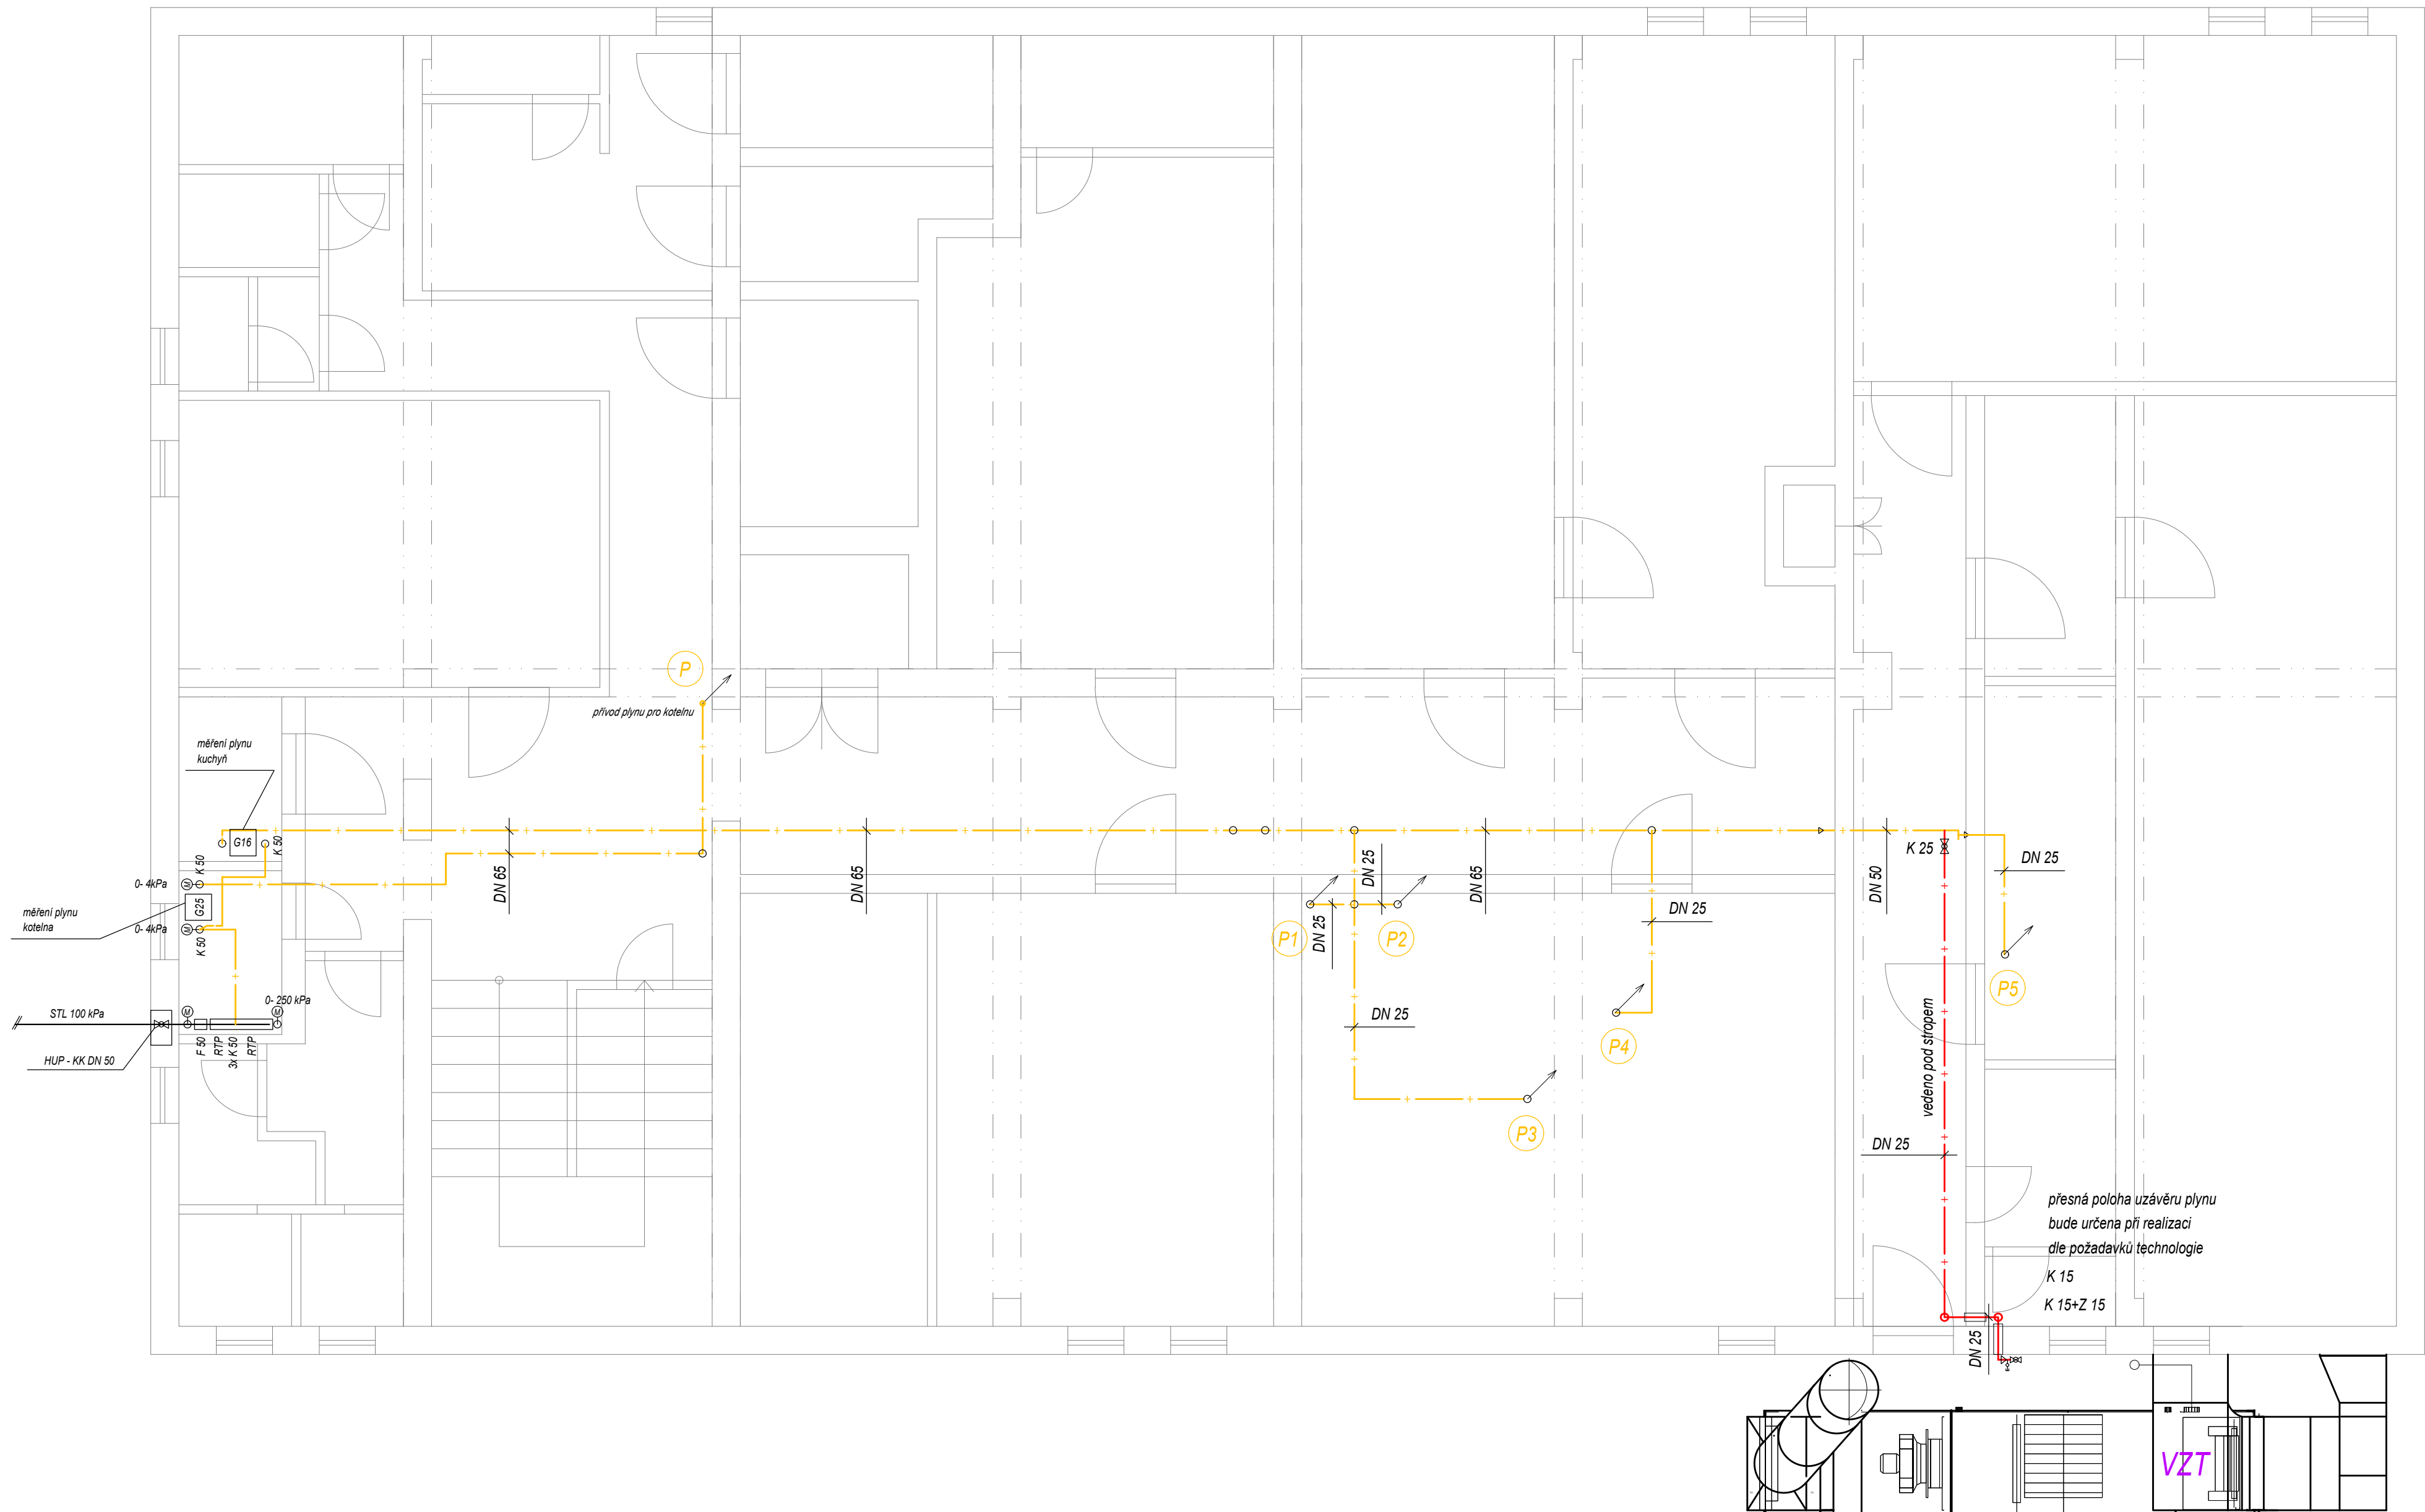 P
přívod plynu pro kotelnu
měření plynu
kuchyň
G16
K 50
K 50
0- 4kPa
M
G25
měření plynu
kotelna
0- 4kPa
M
K 50
0- 250 kPa
STL 100 kPa
M
M
F 50
RTP
3x K 50
RTP
HUP - KK DN 50
DN 65
DN 65
DN 25
DN 65
DN 25
P1
P2
DN 25
DN 25
P3
P4
DN 50
K 25
DN 25
P5
vedeno pod stropem
DN 25
přesná poloha uzávěru plynu
bude určena při realizaci
dle požadavků technologie
K 15
K 15+Z 15
DN 25
VZT